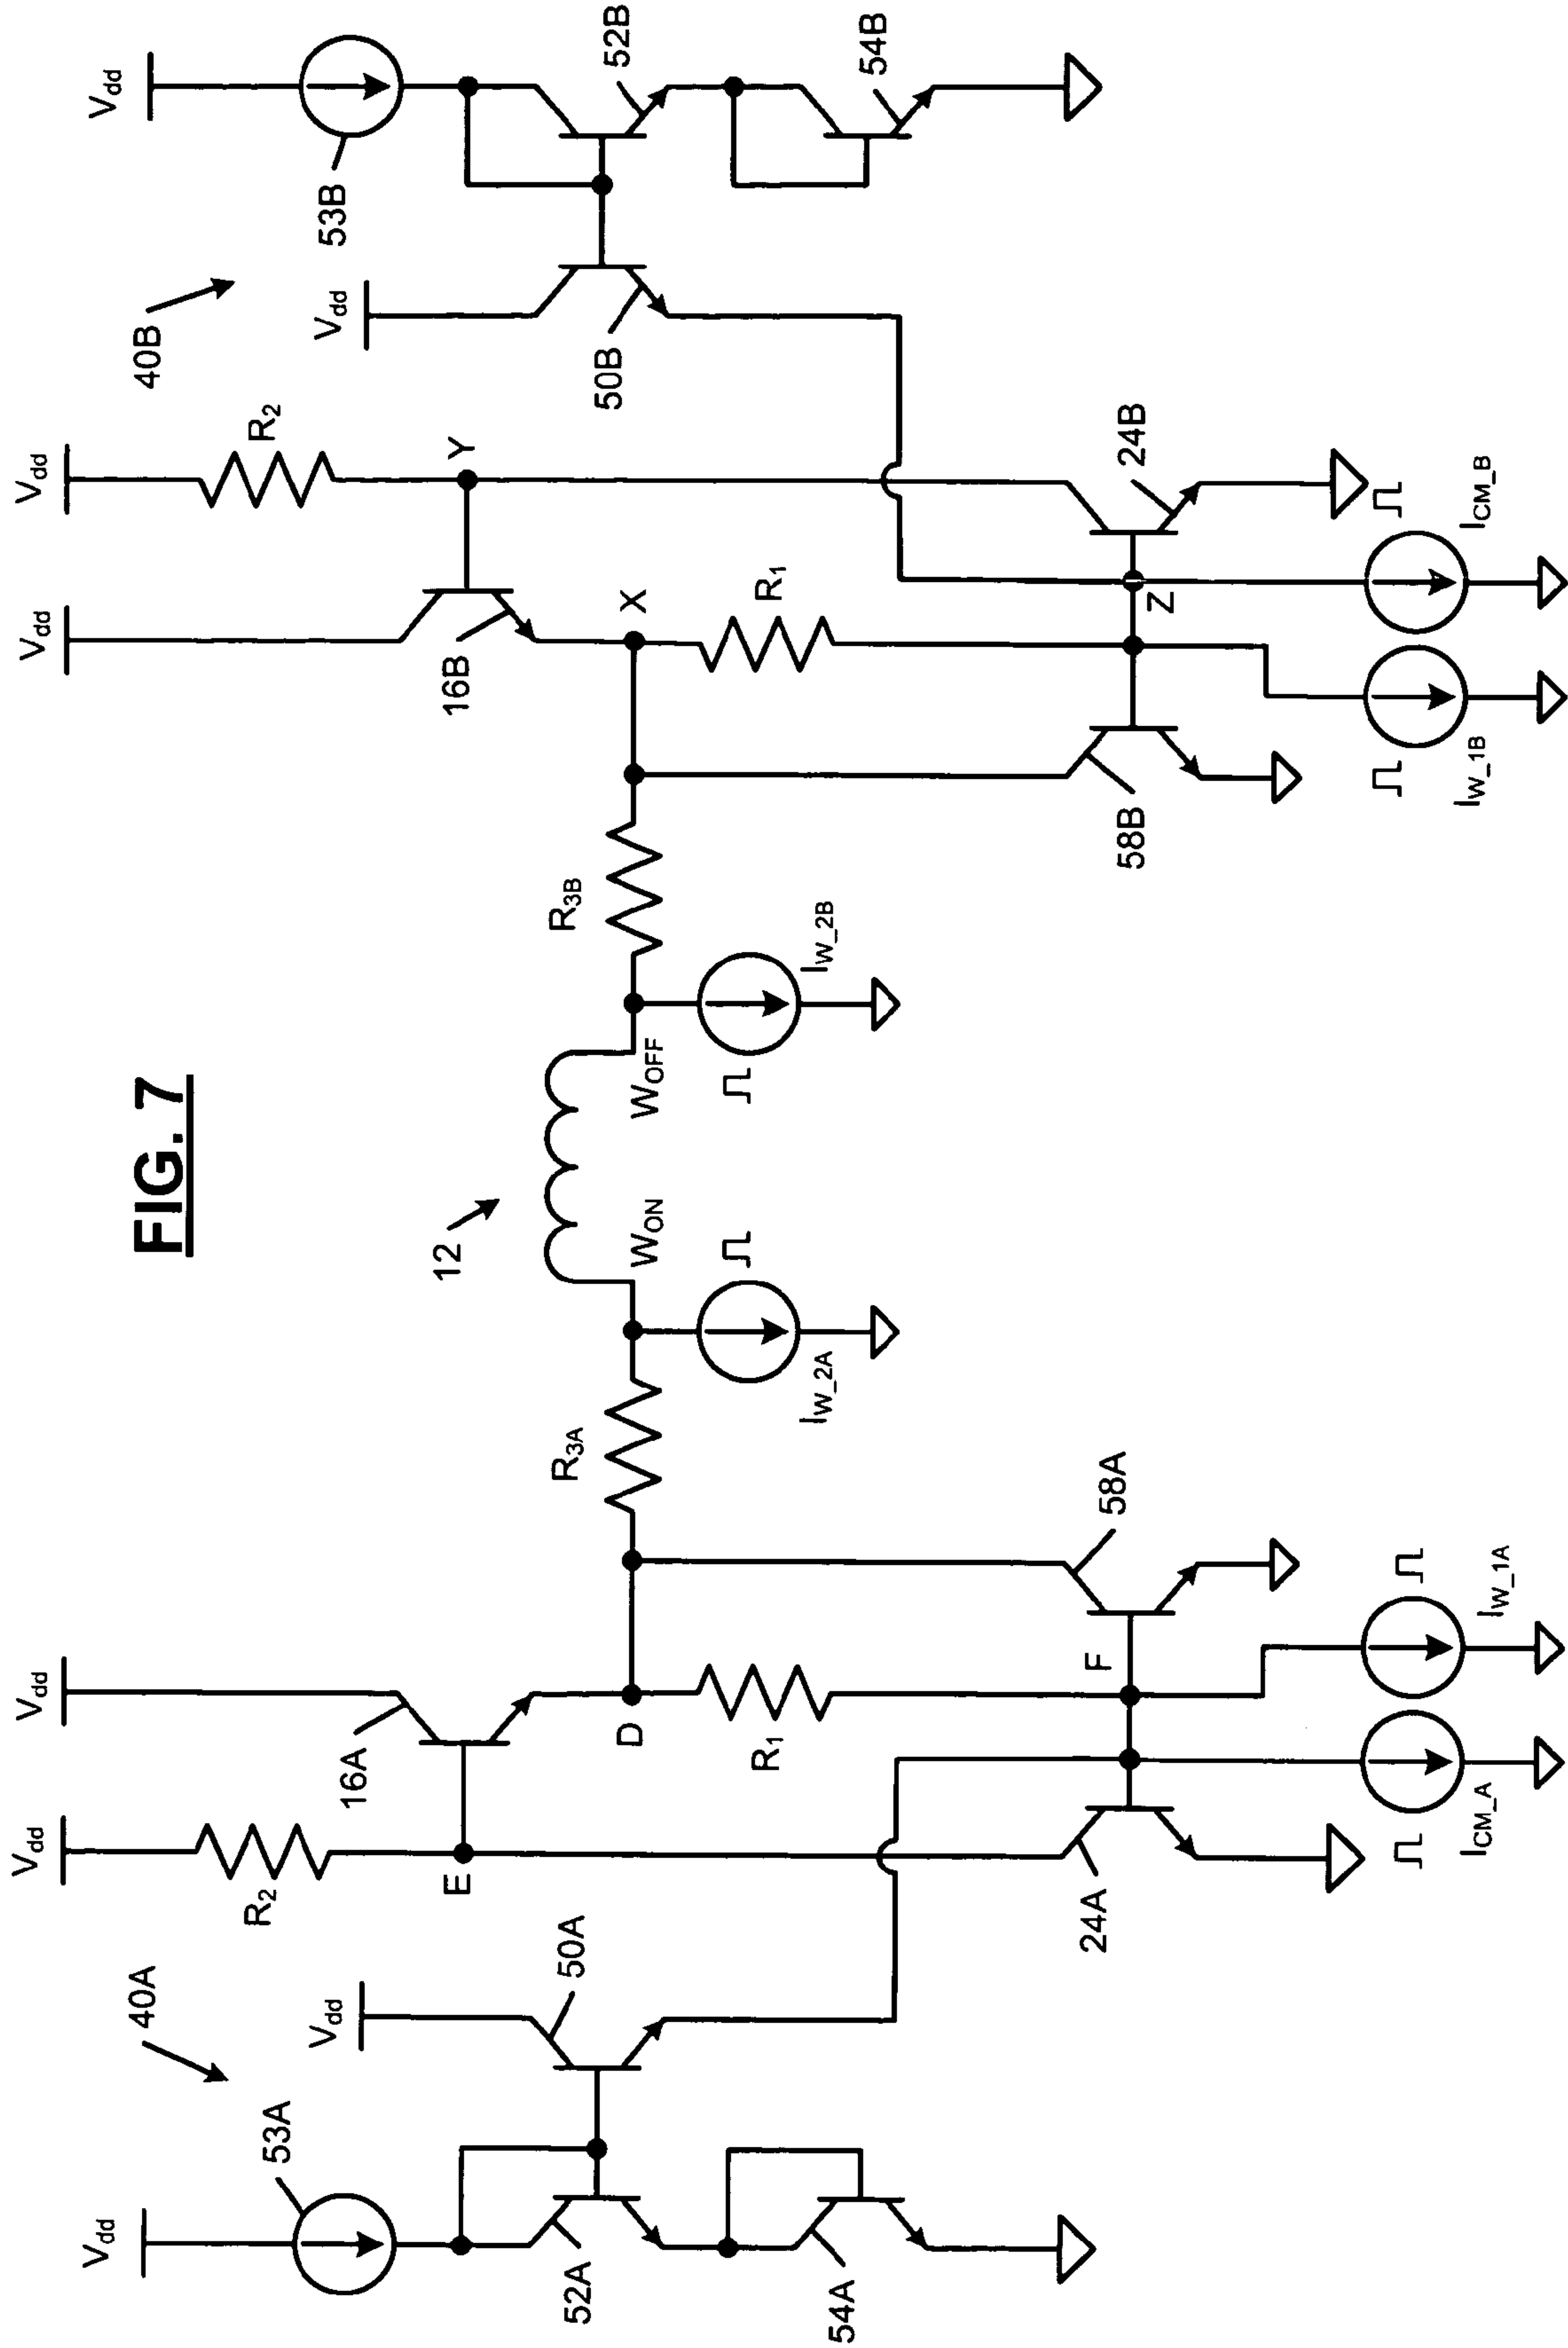 FIG. 7
40A
53A
Vdd
52A
54A
Vdd
50A
Vdd
R2
E
24A
Vdd
16A
D
R1
F
58A
ICM_A
IW_1A
R3A
IW_2A
WON
12
WOFF
IW_2B
R3B
Vdd
16B
X
R1
Vdd
R2
Y
Z
58B
24B
IW_1B
ICM_B
40B
Vdd
50B
Vdd
53B
52B
54B